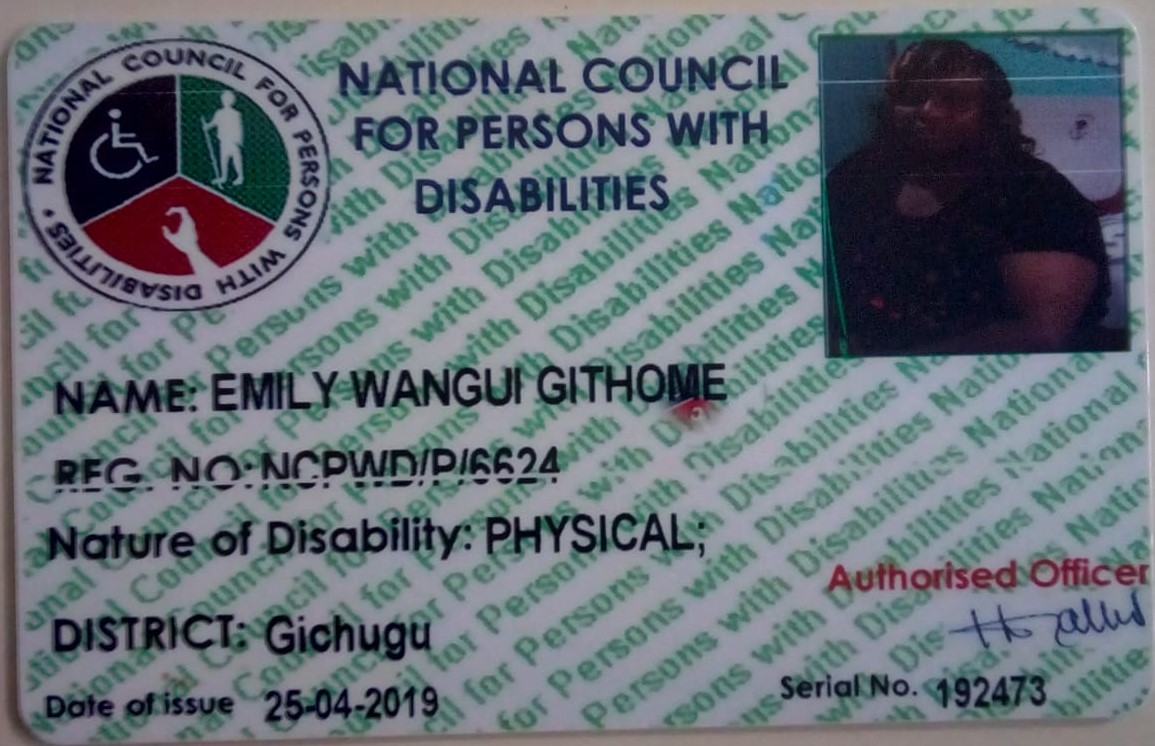 NATIONAL COUNCIL FOR PERSONS WITH DISABILITIES
NATIONAL COUNCIL
FOR PERSONS WITH
DISABILITIES
NAME: EMILY WANGUI GITHOME
REG. NO:NCPWD/P/6624
Nature of Disability: PHYSICAL;
Authorised Officer
DISTRICT: Gichugu
Date of issue 25-04-2019
Serial No. 192473